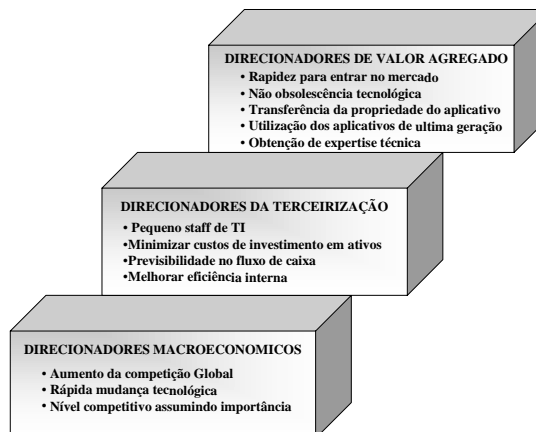 DIRECIONADORES DE VALOR AGREGADO
• Rapidez para entrar no mercado
• Não obsolescência tecnológica
• Transferência da propriedade do aplicativo
• Utilização dos aplicativos de ultima geração
• Obtenção de expertise técnica
DIRECIONADORES DA TERCEIRIZAÇÃO
• Pequeno staff de TI
•Minimizar custos de investimento em ativos
•Previsibilidade no fluxo de caixa
•Melhorar eficiência interna
DIRECIONADORES MACROECONOMICOS
• Aumento da competição Global
• Rápida mudança tecnológica
• Nível competitivo assumindo importância